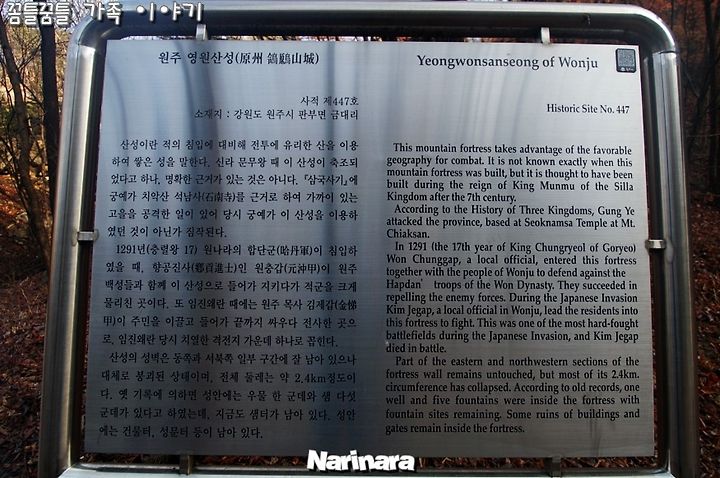 꿈틀꿈틀 가족 이야기
원주 영원산성(原州 鴒鶹山城)
사적 제447호
소재지 : 강원도 원주시 판부면 금대리
산성이란 적의 침입에 대비해 전투에 유리한 산을 이용
하여 쌓은 성을 말한다. 신라 문무왕 때 이 산성이 축조되
었다고 하나, 명확한 근거가 있는 것은 아니다. 『삼국사기』에
궁예가 치악산 석남사(石南寺)를 근거로 하여 가까이 있는
고을을 공격한 일이 있어 당시 궁예가 이 산성을 이용하
였던 것이 아닌가 짐작된다.
1291년(충렬왕 17) 원나라의 합단군(哈丹軍)이 침입하
였을 때, 향공진사(鄕貢進士)인 원충갑(元沖甲)이 원주
백성들과 함께 이 산성으로 들어가 지키다가 적군을 크게
물리친 곳이다. 또 임진왜란 때에는 원주 목사 김제갑(金悌
甲)이 주민을 이끌고 들어가 끝까지 싸우다 전사한 곳으
로, 임진왜란 당시 치열한 격전지 가운데 하나로 꼽힌다.
산성의 성벽은 동쪽과 서북쪽 일부 구간에 잘 남아 있으나
대체로 붕괴된 상태이며, 전체 둘레는 약 2.4km정도이
다. 옛 기록에 의하면 성안에는 우물 한 군데와 샘 다섯
군데가 있다고 하였는데, 지금도 샘터가 남아 있다. 성안
에는 건물터, 성문터 등이 남아 있다.
Yeongwonsanseong of Wonju
Historic Site No. 447
This mountain fortress takes advantage of the favorable
geography for combat. It is not known exactly when this
mountain fortress was built, but it is thought to have been
built during the reign of King Munmu of the Silla
Kingdom after the 7th century.
According to the History of Three Kingdoms, Gung Ye
attacked the province, based at Seoknamsa Temple at Mt.
Chiaksan.
In 1291 (the 17th year of King Chungryeol of Goryeo)
Won Chunggap, a local official, entered this fortress
together with the people of Wonju to defend against the
Hapdan' troops of the Won Dynasty. They succeeded in
repelling the enemy forces. During the Japanese Invasion
Kim Jegap, a local official in Wonju, lead the residents into
this fortress to fight. This was one of the most hard-fought
battlefields during the Japanese Invasion, and Kim Jegap
died in battle.
Part of the eastern and northwestern sections of the
fortress wall remains untouched, but most of its 2.4km.
circumference has collapsed. According to old records, one
well and five fountains were inside the fortress with
fountain sites remaining. Some ruins of buildings and
gates remain inside the fortress.
Narinara